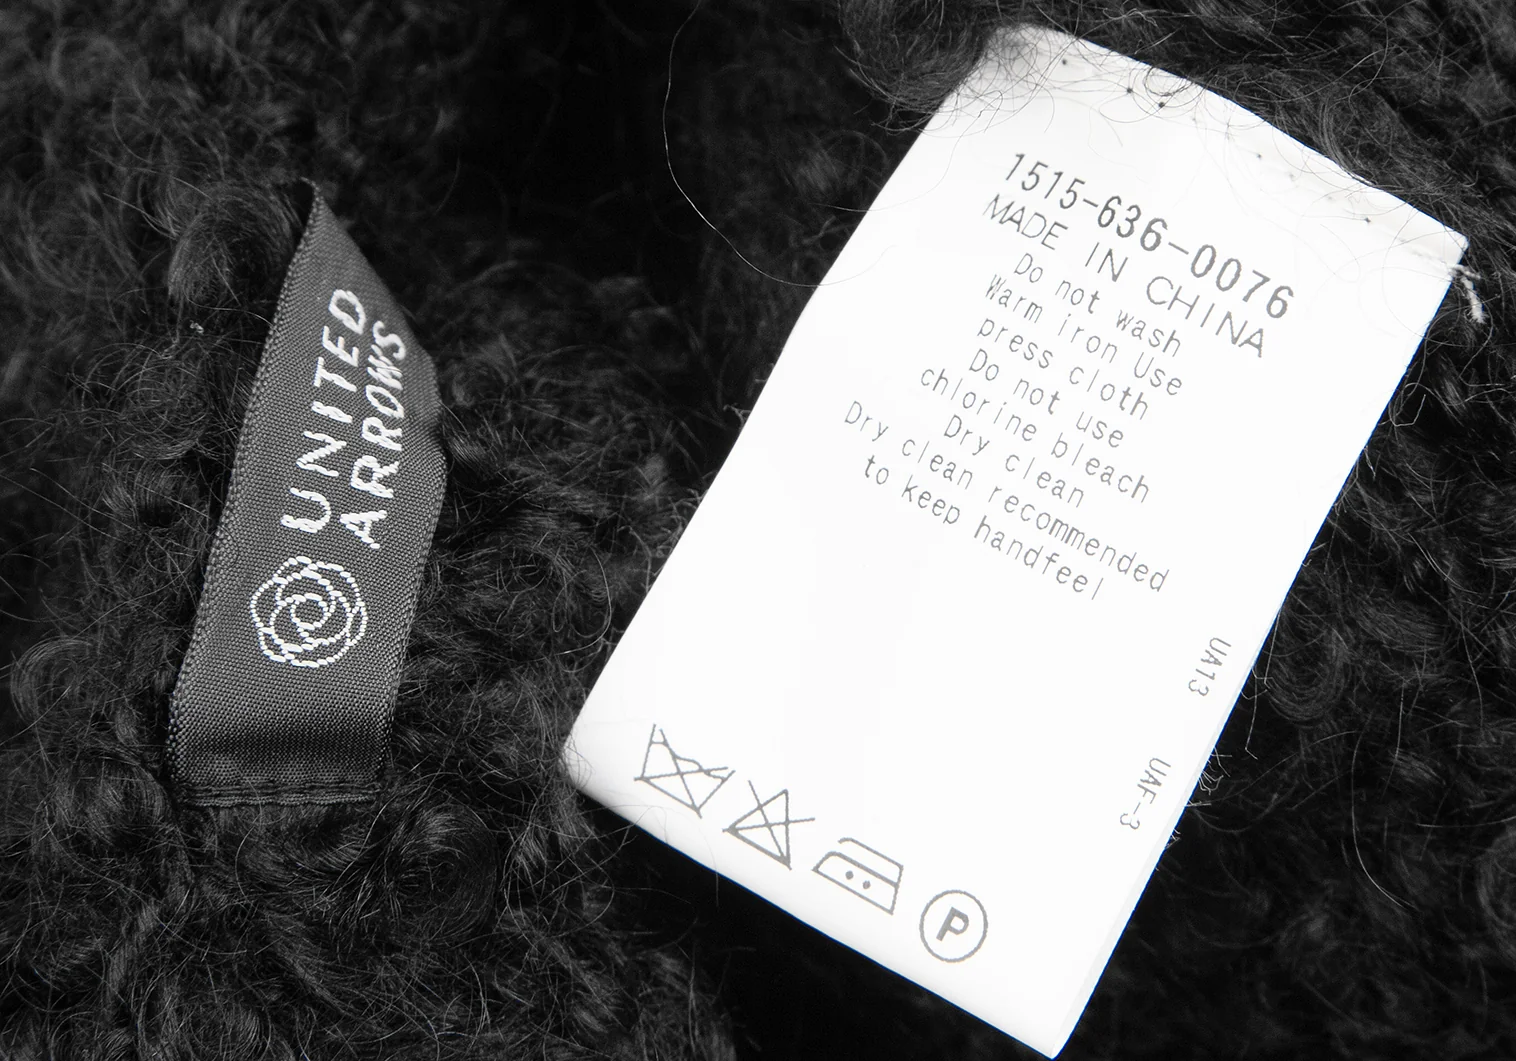 UNITED
ARROWS
1515-636-0076
MADE IN CHINA
Do not wash
Warm iron Use
press cloth
Do not use
chlorine bleach
Dry clean
Dry clean recommended
to keep handfeel
UA13
UAF-3
P